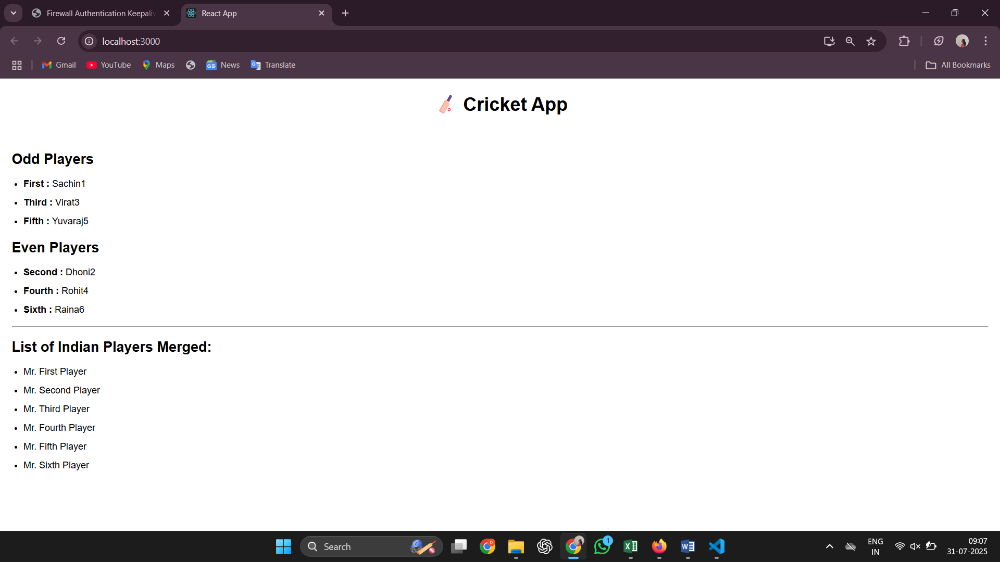 Firewall Authentication Keepaliv
React App
localhost:3000
Gmail
YouTube
Maps
News
Translate
All Bookmarks
Cricket App
Odd Players
First : Sachin1
Third : Virat3
Fifth : Yuvaraj5
Even Players
Second : Dhoni2
Fourth : Rohit4
Sixth : Raina6
List of Indian Players Merged:
Mr. First Player
Mr. Second Player
Mr. Third Player
Mr. Fourth Player
Mr. Fifth Player
Mr. Sixth Player
Search
1
ENG
IN
09:07
31-07-2025